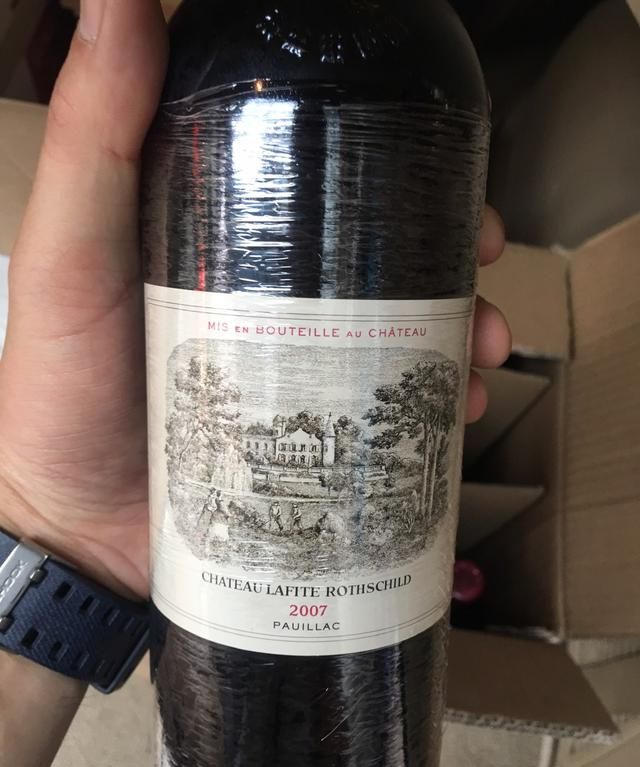 MIS EN BOUTEILLE AU CHÂTEAU
CHATEAU LAFITE ROTHSCHILD
2007
PAUILLAC